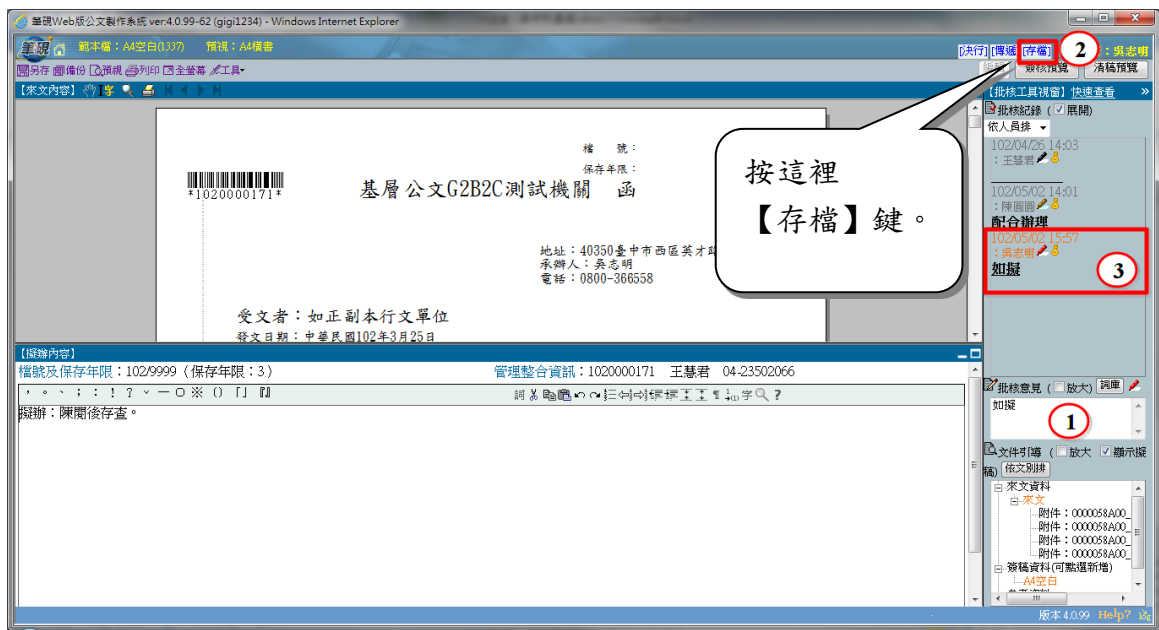 筆硯Web版公文製作系統 ver:4.0.99-62 (gigi1234) - Windows Internet Explorer
筆硯 範本檔：A4空白(1337) 預視：A4橫書
[決行][傳遞][存檔] 2 ：吳志明
另存 備份 預視 列印 全螢幕 工具
編輯 簽核預覽 清稿預覽
【來文內容】
【批核工具視窗】快速查看 »
批核記錄 (展開)
依人員排
102/04/26 14:03
：王慧君
102/05/02 14:01
：陳圓圓
配合辦理
102/05/02 15:57
：吳志明
如擬
3
按這裡
【存檔】鍵。
檔 號：
保存年限：
*1020000171*
基層公文G2B2C測試機關 函
地址：40350臺中市西區英才路
承辦人：吳志明
電話：0800-366558
受文者：如正副本行文單位
發文日期：中華民國102年3月25日
【擬辦內容】
檔號及保存年限：102/9999（保存年限：3）
管理整合資訊：1020000171 王慧君 04-23502066
，。、；：！？ˇ—○※（）「」『』
詞 字 ?
擬辦：陳閱後存查。
批核意見 (放大) 詞庫
如擬
1
文件引導 (放大 顯示擬
稿) 依文別排
來文資料
來文
附件：0000058A00_
附件：0000058A00_
附件：0000058A00_
附件：0000058A00_
簽稿資料(可點選新增)
A4空白
版本 4.0.99 Help?